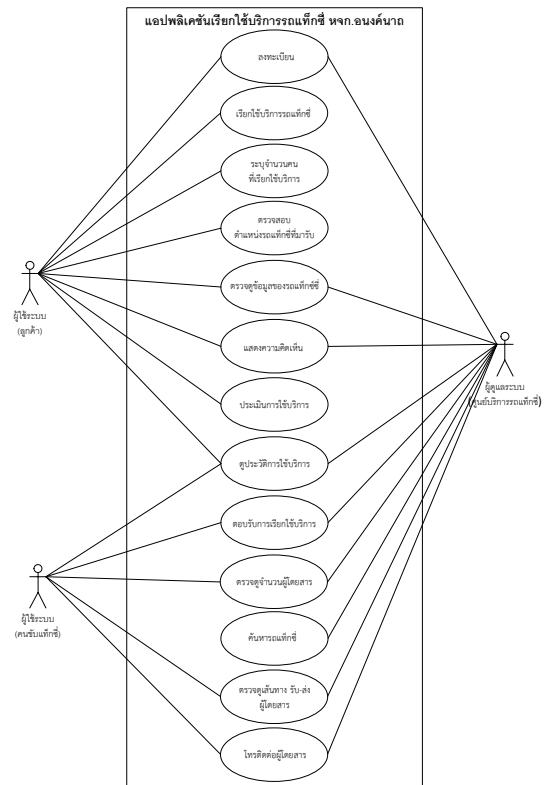 แอปพลิเคชันเรียกใช้บริการรถแท็กซี่ หจก.อนงค์นาถ
ลงทะเบียน
เรียกใช้บริการรถแท็กซี่
ระบุจำนวนคน
ที่เรียกใช้บริการ
ตรวจสอบ
ตำแหน่งรถแท็กซี่ที่มารับ
ตรวจดูข้อมูลของรถแท็กซ์ซี่
ผู้ใช้ระบบ
(ลูกค้า)
แสดงความคิดเห็น
ผู้ดูแลระบบ
(ศูนย์บริการรถแท็กซี่)
ประเมินการใช้บริการ
ดูประวัติการใช้บริการ
ตอบรับการเรียกใช้บริการ
ตรวจดูจำนวนผู้โดยสาร
ผู้ใช้ระบบ
(คนขับแท็กซี่)
ค้นหารถแท็กซี่
ตรวจดูเส้นทาง รับ-ส่ง
ผู้โดยสาร
โทรติดต่อผู้โดยสาร